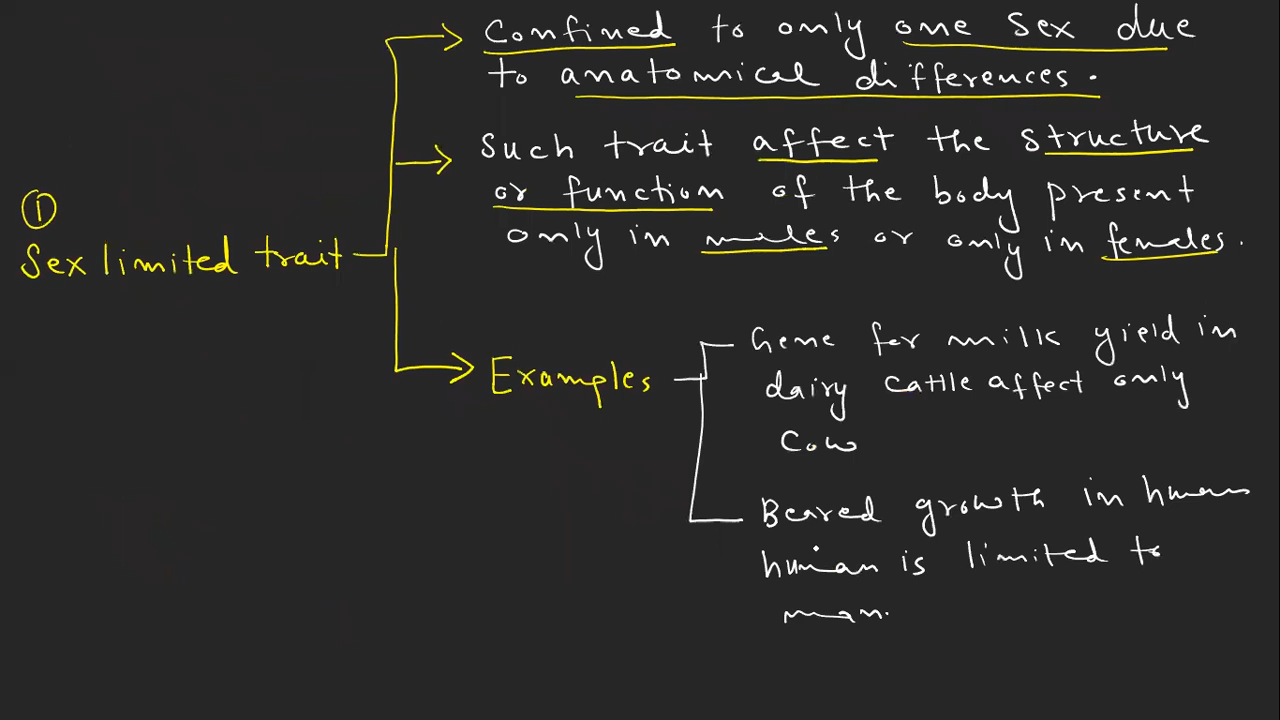 ①
Sex limited trait
Confined to only one sex due
to anatomical differences.
Such trait affect the structure
or function of the body present
only in males or only in females.
Examples
Gene for milk yield in
dairy cattle affect only
Cow
Beared growth in human
human is limited to
man.